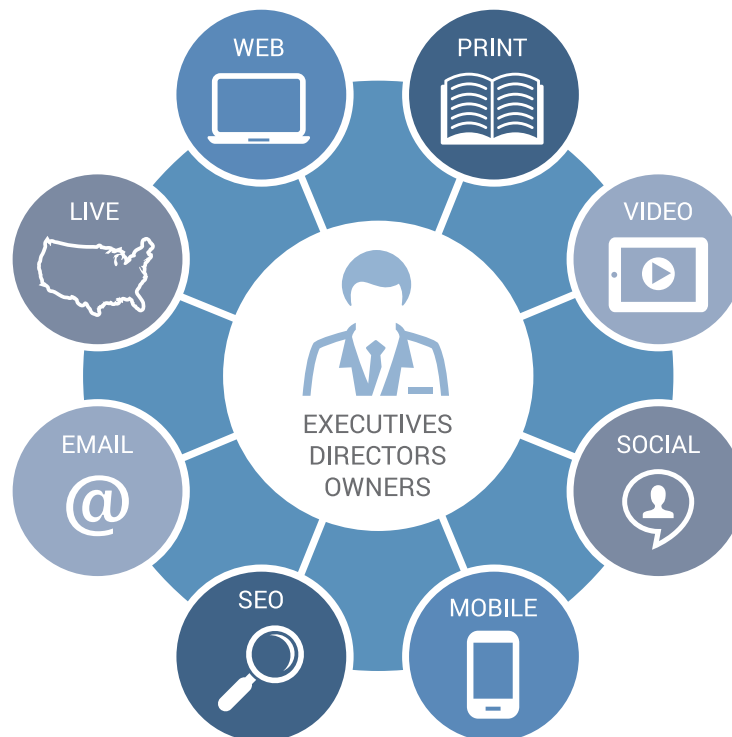 WEB
PRINT
LIVE
VIDEO
EXECUTIVES
DIRECTORS
OWNERS
EMAIL
@
SOCIAL
SEO
MOBILE